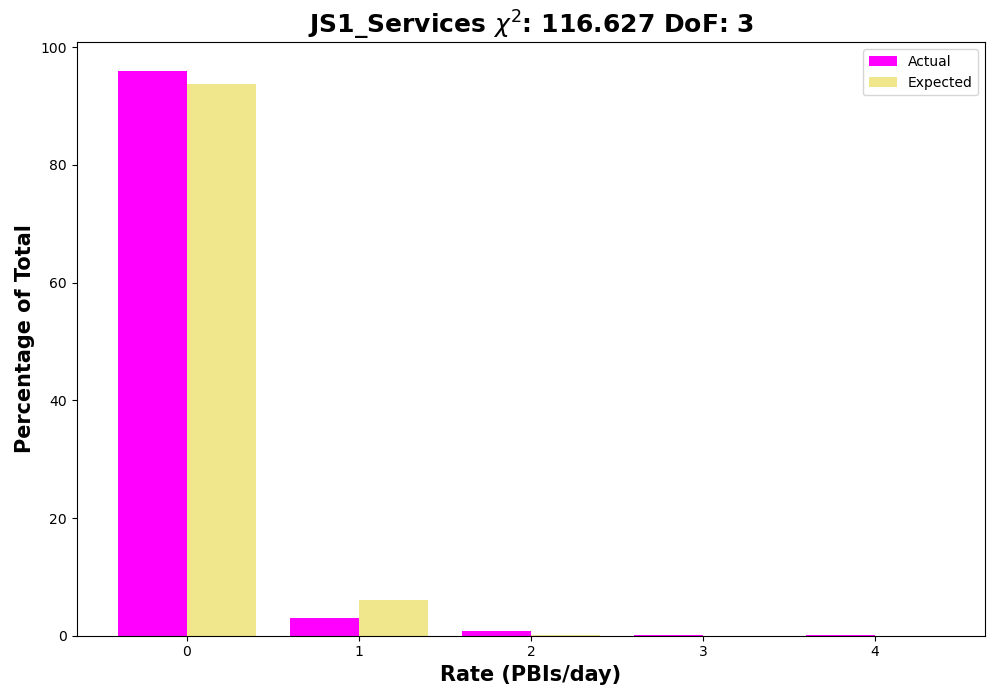 JS1_Services χ²: 116.627 DoF: 3
Actual
Expected
Percentage of Total
100
80
60
40
20
0
0 1 2 3 4
Rate (PBIs/day)